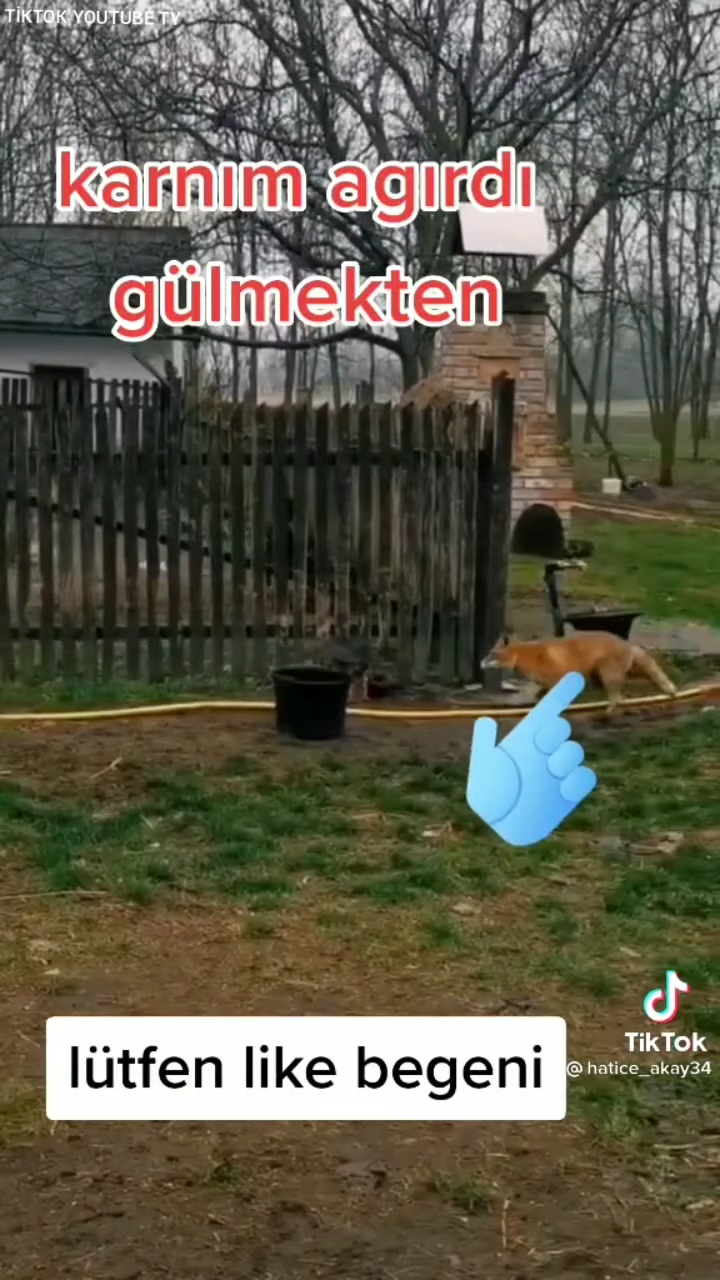 TİKTOK YOUTUBE TV
karnım agırdı
gülmekten
lütfen like begeni
TikTok
@hatice_akay34